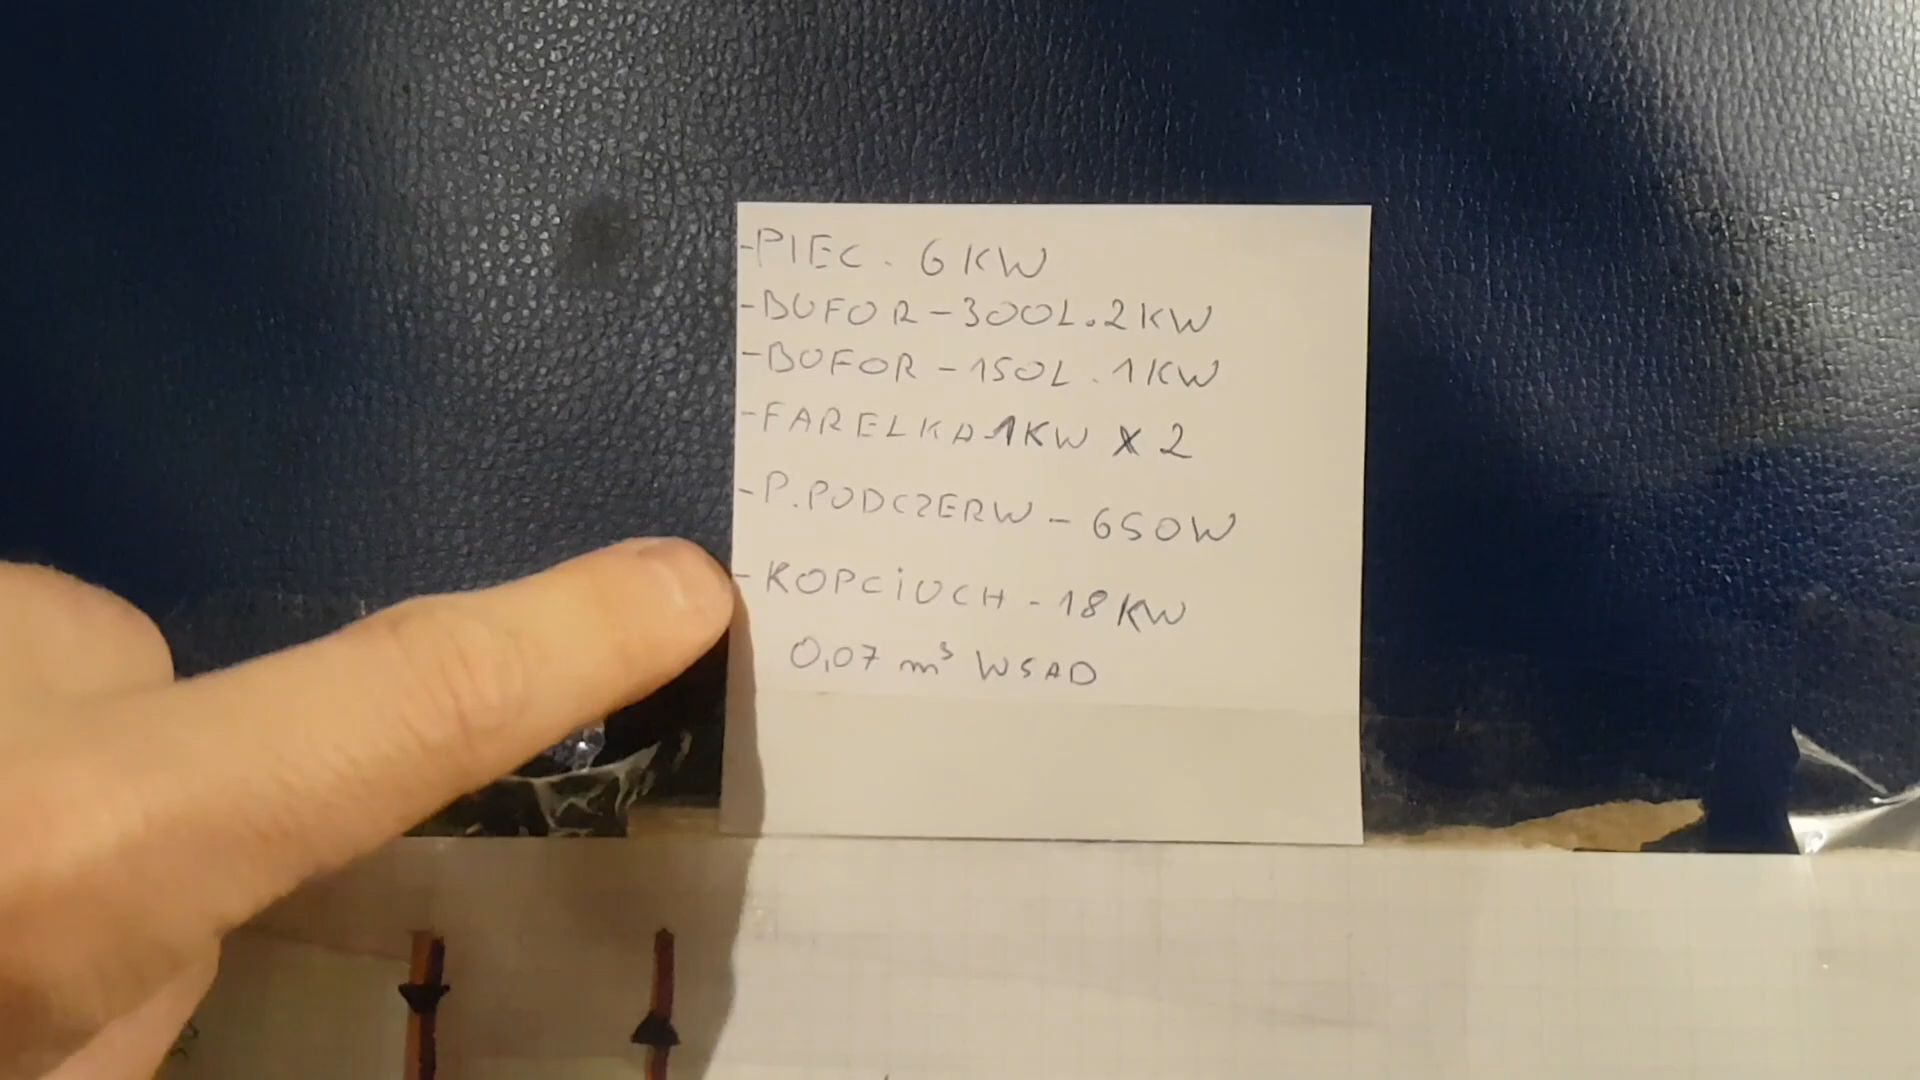 -PIEC. 6KW
-BUFOR-300L.2KW
-BUFOR-150L.1KW
-FARELKA-1KW X 2
-P.PODCZERW-650W
-KOPCiUCH-18KW
0,07 m³ WSAD